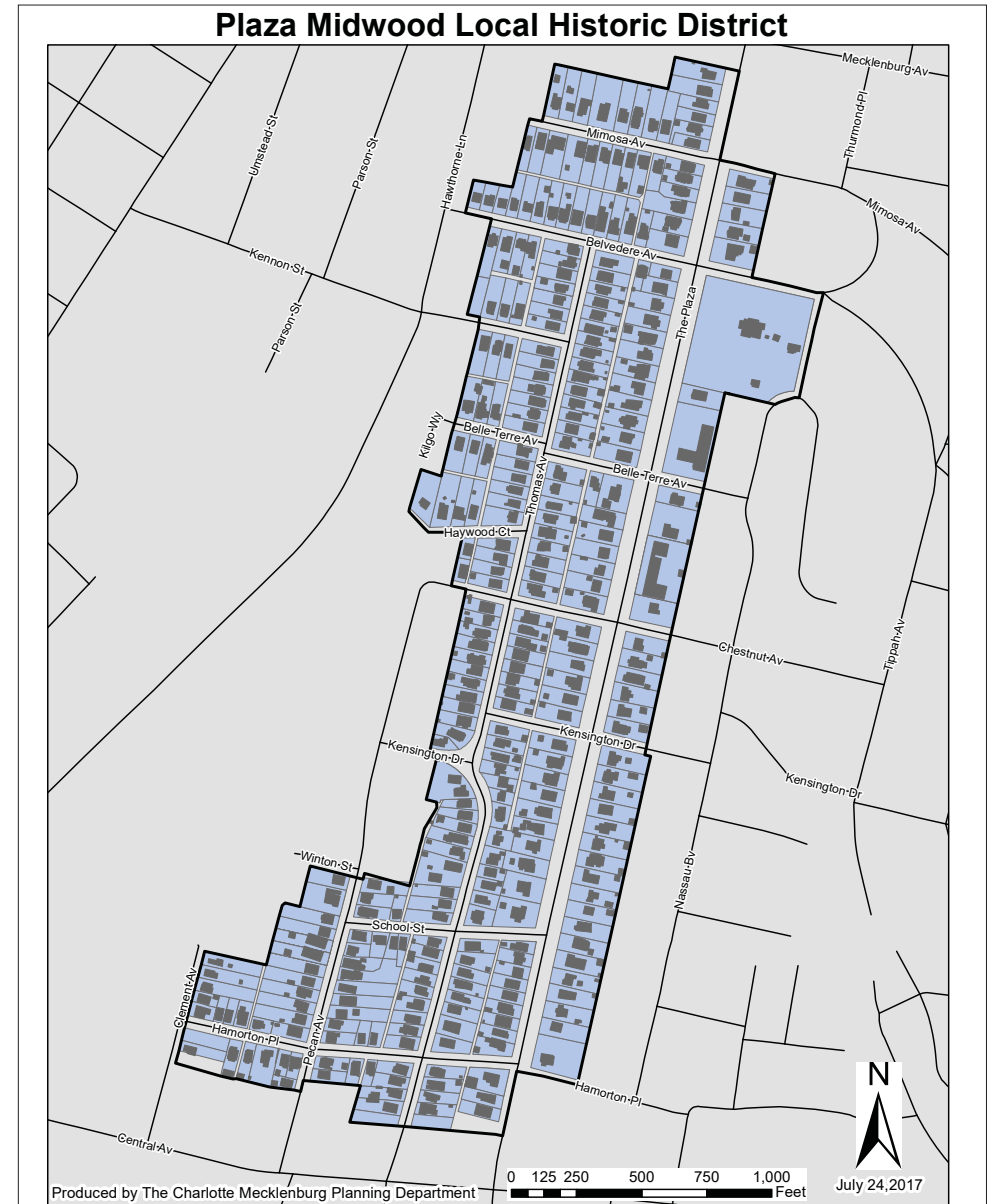 Plaza Midwood Local Historic District
Mecklenburg Av
Umstead St
Parson St
Hawthorne Ln
Thurmond Pl
Mimosa Av
Mimosa Av
Kennon St
Belvedere Av
Parson St
The Plaza
Kilgo Wy
Belle Terre Av
Thomas Av
Belle Terre Av
Haywood Ct
Chestnut Av
Tippah Av
Kensington Dr
Kensington Dr
Kensington Dr
Winton St
Nassau Bv
School St
Clement Av
Hamorton Pl
Pecan Av
Hamorton Pl
Central Av
N
Produced by The Charlotte Mecklenburg Planning Department
0 125 250 500 750 1,000
Feet
July 24,2017